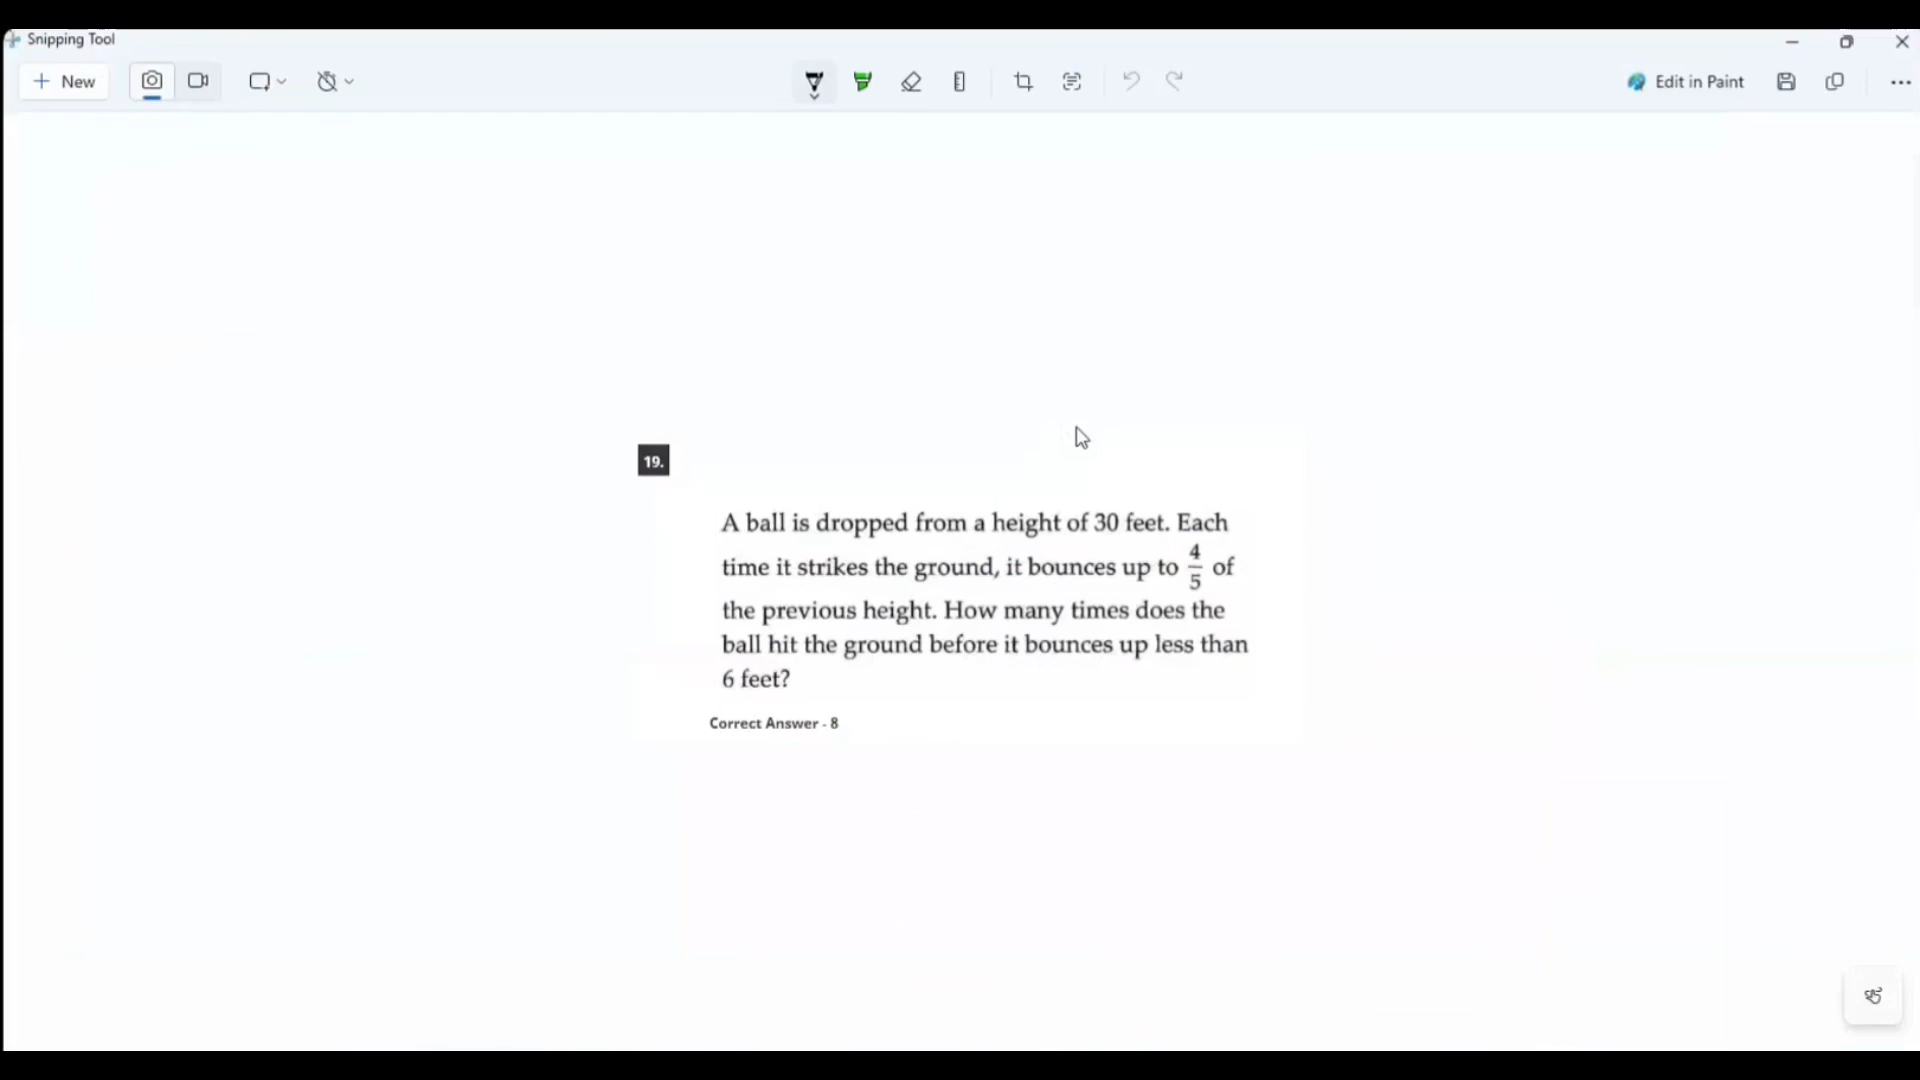 Snipping Tool
New
Edit in Paint
19.
A ball is dropped from a height of 30 feet. Each
time it strikes the ground, it bounces up to 4/5 of
the previous height. How many times does the
ball hit the ground before it bounces up less than
6 feet?
Correct Answer - 8